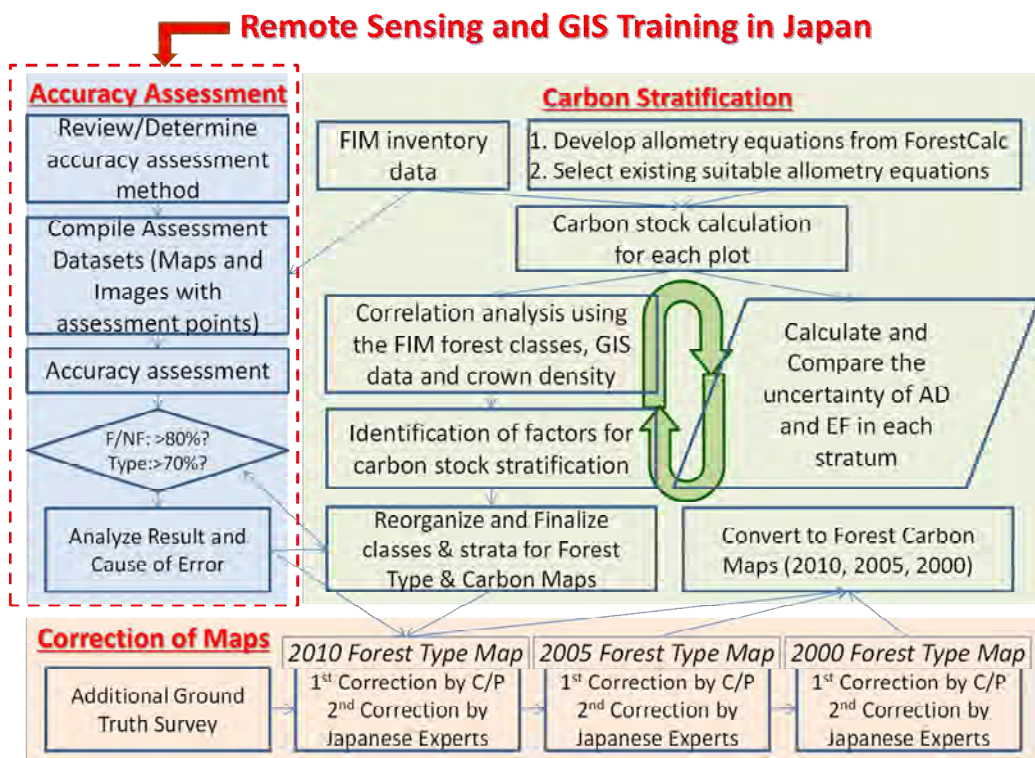 Remote Sensing and GIS Training in Japan
Accuracy Assessment
Review/Determine
accuracy assessment
method
Compile Assessment
Datasets (Maps and
Images with
assessment points)
Accuracy assessment
F/NF: >80%?
Type:>70%?
Analyze Result and
Cause of Error
Carbon Stratification
FIM inventory
data
1. Develop allometry equations from ForestCalc
2. Select existing suitable allometry equations
Carbon stock calculation
for each plot
Correlation analysis using
the FIM forest classes, GIS
data and crown density
Calculate and
Compare the
uncertainty of AD
and EF in each
stratum
Identification of factors for
carbon stock stratification
Reorganize and Finalize
classes & strata for Forest
Type & Carbon Maps
Convert to Forest Carbon
Maps (2010, 2005, 2000)
Correction of Maps
Additional Ground
Truth Survey
2010 Forest Type Map
1st Correction by C/P
2nd Correction by
Japanese Experts
2005 Forest Type Map
1st Correction by C/P
2nd Correction by
Japanese Experts
2000 Forest Type Map
1st Correction by C/P
2nd Correction by
Japanese Experts